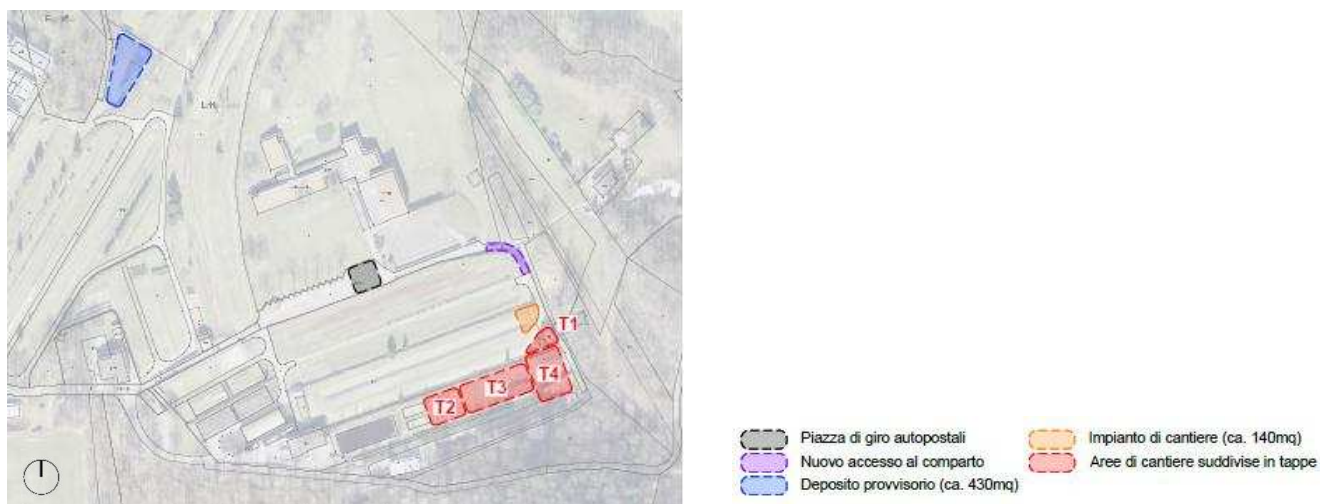 T1
T4
T3
T2
Piazza di giro autopostali
Nuovo accesso al comparto
Deposito provvisorio (ca. 430mq)
Impianto di cantiere (ca. 140mq)
Aree di cantiere suddivise in tappe